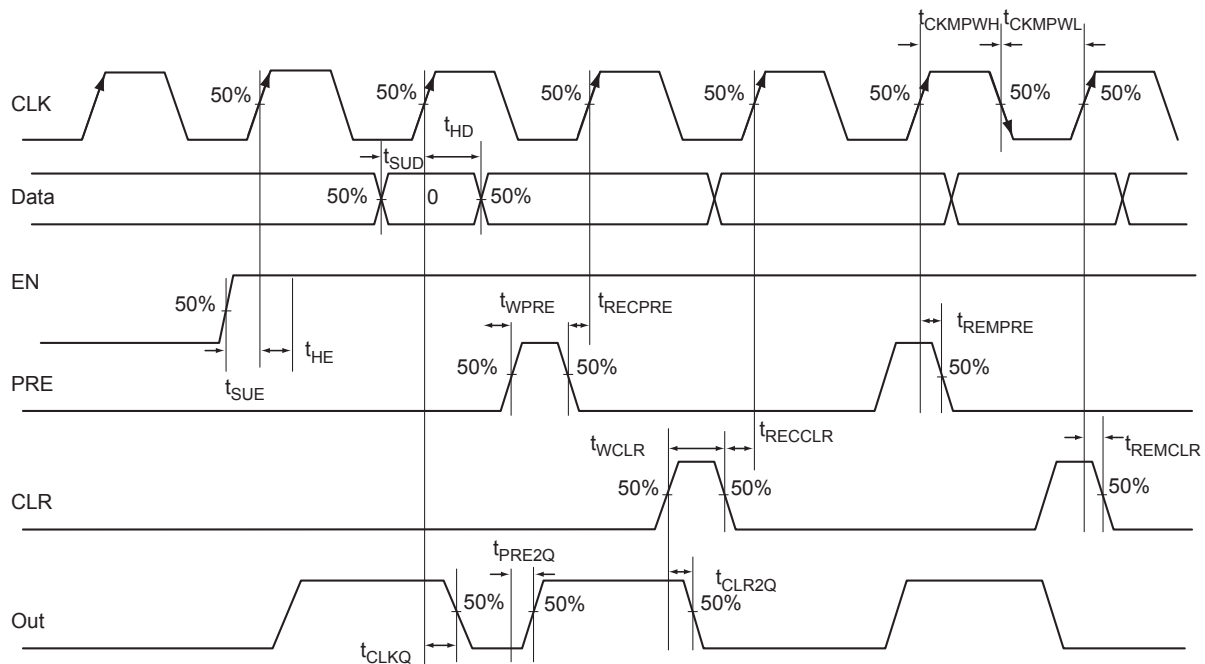 tCKMPWH tCKMPWL
CLK 50% 50% 50% 50% 50% 50% 50%
tSUD tHD
Data 50% 0 50%
EN
50%
tWPRE tRECPRE tREMPRE
tHE
PRE 50% 50% 50%
tSUE
tWCLR tRECCLR tREMCLR
CLR 50% 50% 50%
tPRE2Q
tCLR2Q
Out 50% 50% 50%
tCLKQ